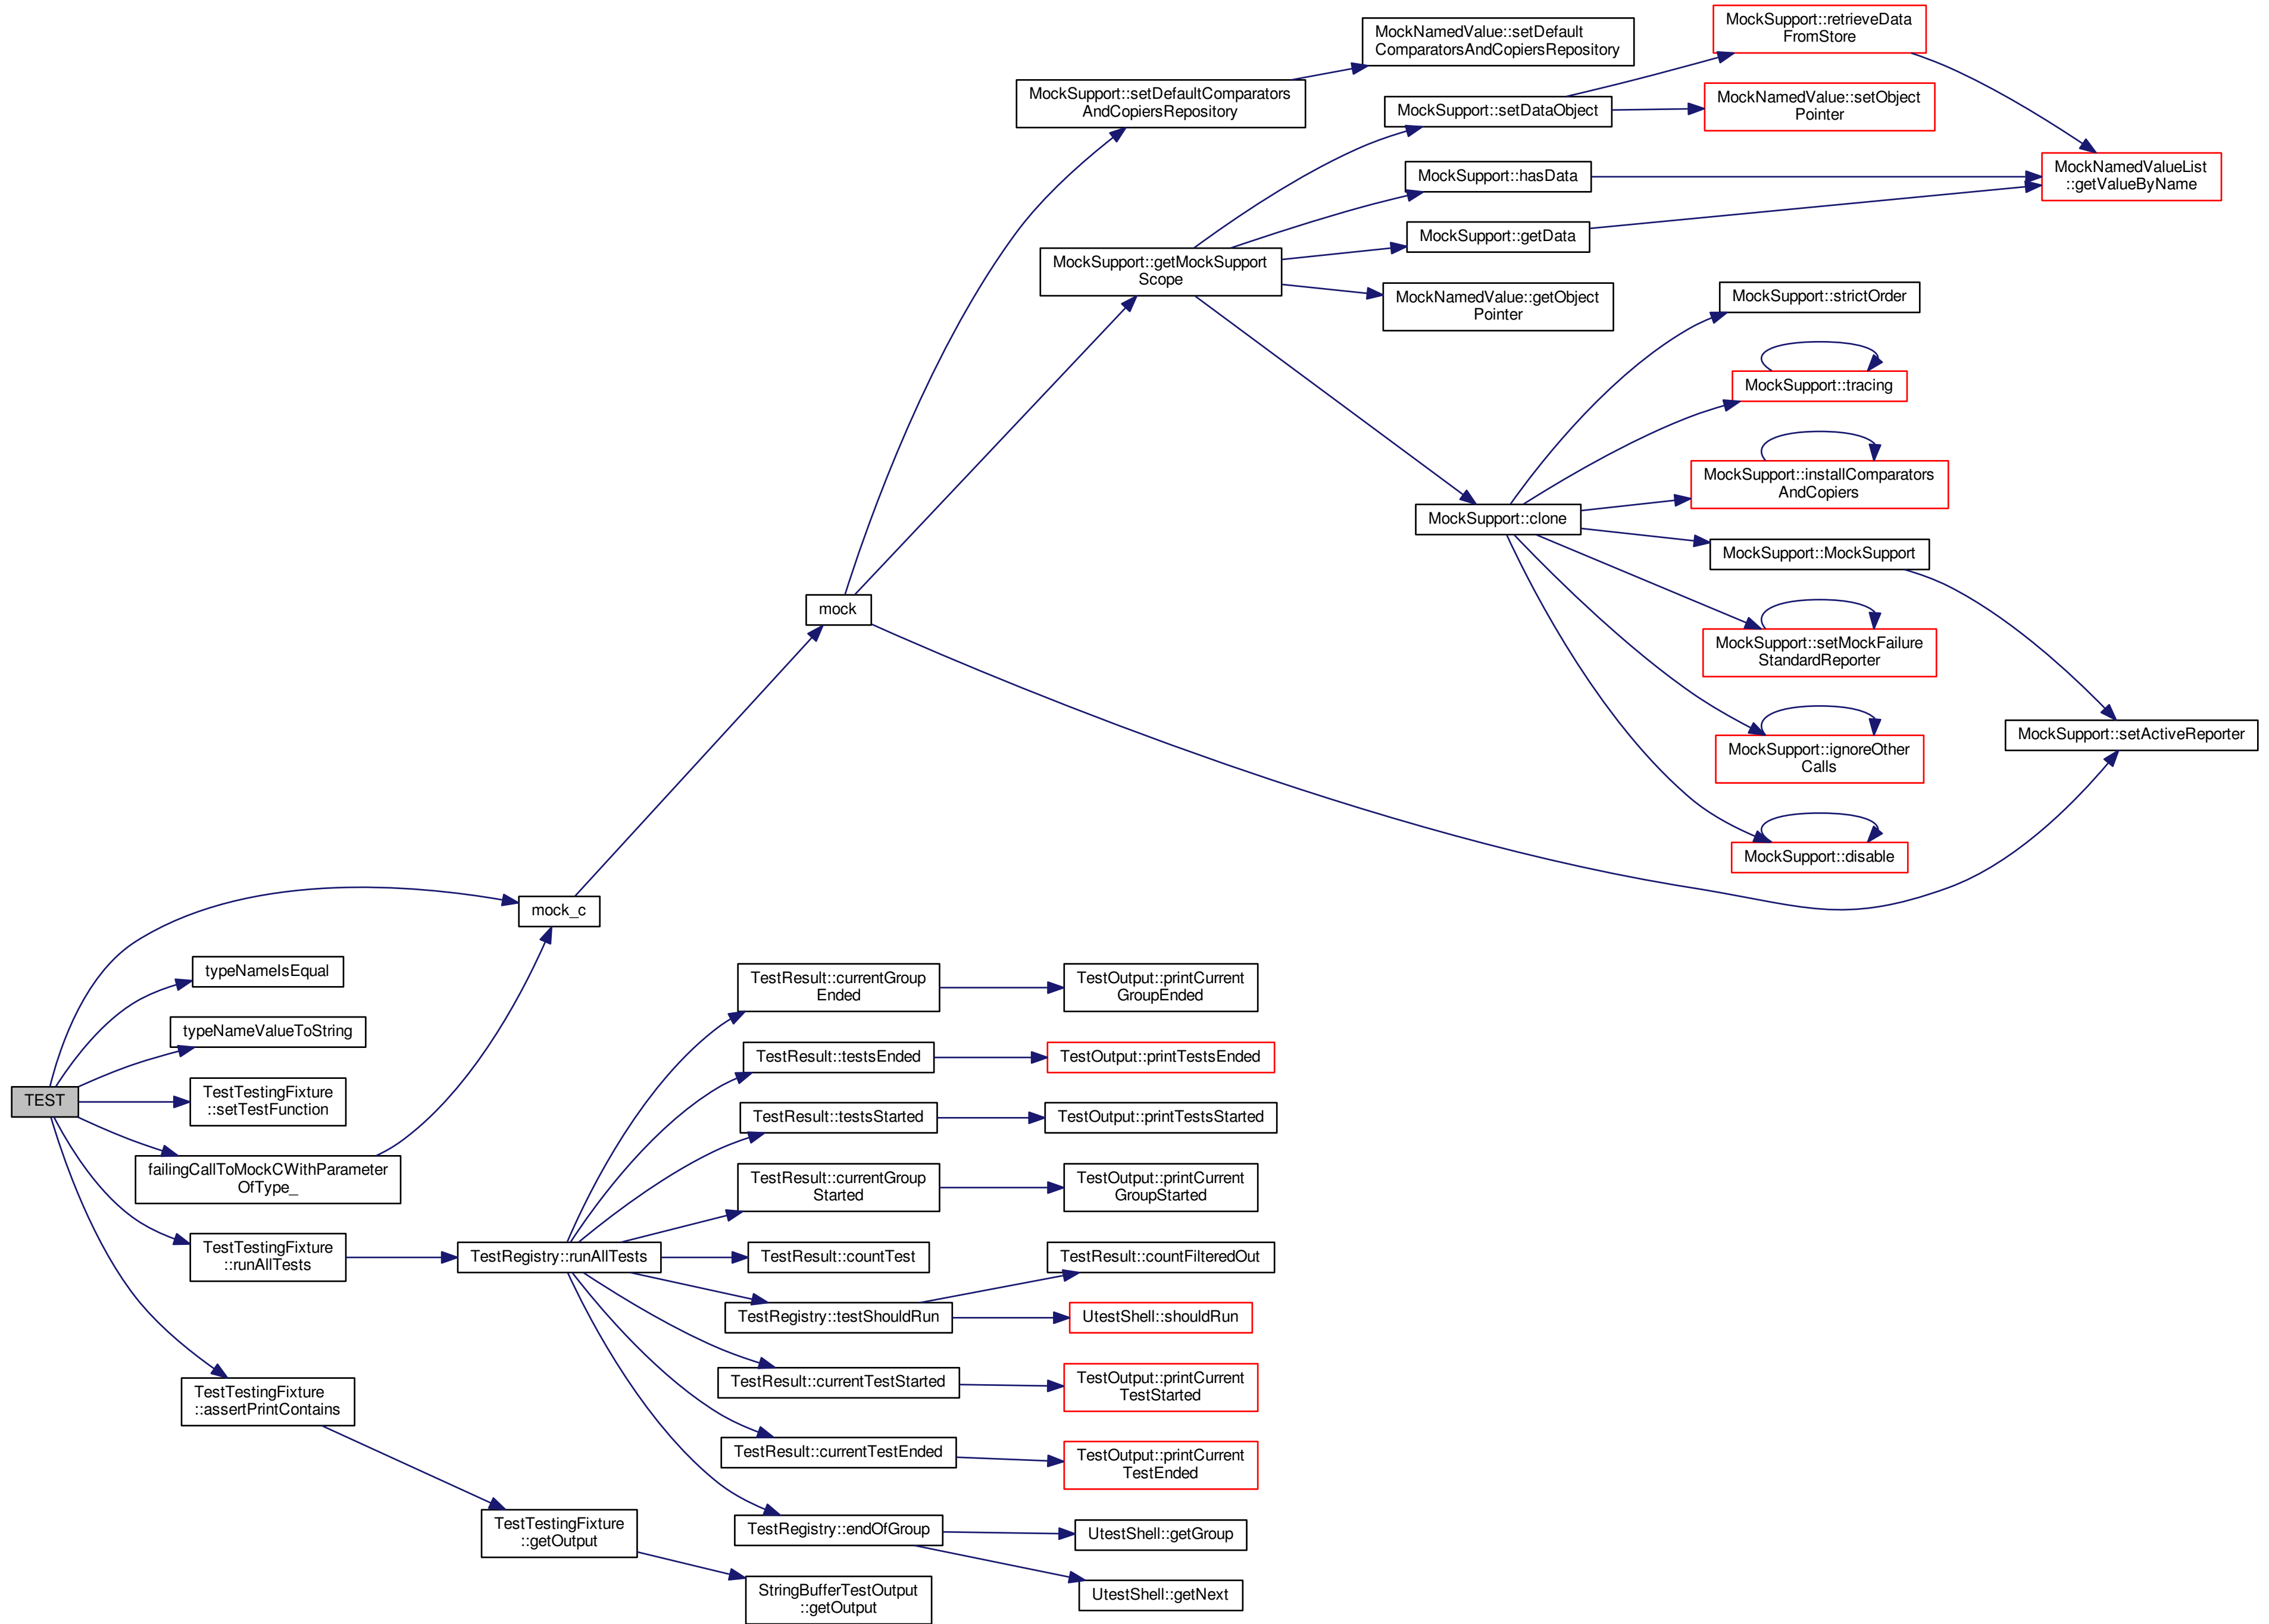 MockSupport::retrieveData
FromStore
MockNamedValue::setDefault
ComparatorsAndCopiersRepository
MockSupport::setDefaultComparators
AndCopiersRepository
MockSupport::setDataObject
MockNamedValue::setObject
Pointer
MockSupport::hasData
MockNamedValueList
::getValueByName
MockSupport::getData
MockSupport::getMockSupport
Scope
MockNamedValue::getObject
Pointer
MockSupport::strictOrder
MockSupport::tracing
MockSupport::installComparators
AndCopiers
MockSupport::clone
MockSupport::MockSupport
mock
MockSupport::setMockFailure
StandardReporter
MockSupport::setActiveReporter
MockSupport::ignoreOther
Calls
MockSupport::disable
mock_c
typeNameIsEqual
TestResult::currentGroup
Ended
TestOutput::printCurrent
GroupEnded
typeNameValueToString
TestResult::testsEnded
TestOutput::printTestsEnded
TEST
TestTestingFixture
::setTestFunction
TestResult::testsStarted
TestOutput::printTestsStarted
failingCallToMockCWithParameter
OfType_
TestResult::currentGroup
Started
TestOutput::printCurrent
GroupStarted
TestTestingFixture
::runAllTests
TestRegistry::runAllTests
TestResult::countTest
TestResult::countFilteredOut
TestRegistry::testShouldRun
UtestShell::shouldRun
TestResult::currentTestStarted
TestOutput::printCurrent
TestStarted
TestTestingFixture
::assertPrintContains
TestResult::currentTestEnded
TestOutput::printCurrent
TestEnded
TestTestingFixture
::getOutput
TestRegistry::endOfGroup
UtestShell::getGroup
StringBufferTestOutput
::getOutput
UtestShell::getNext